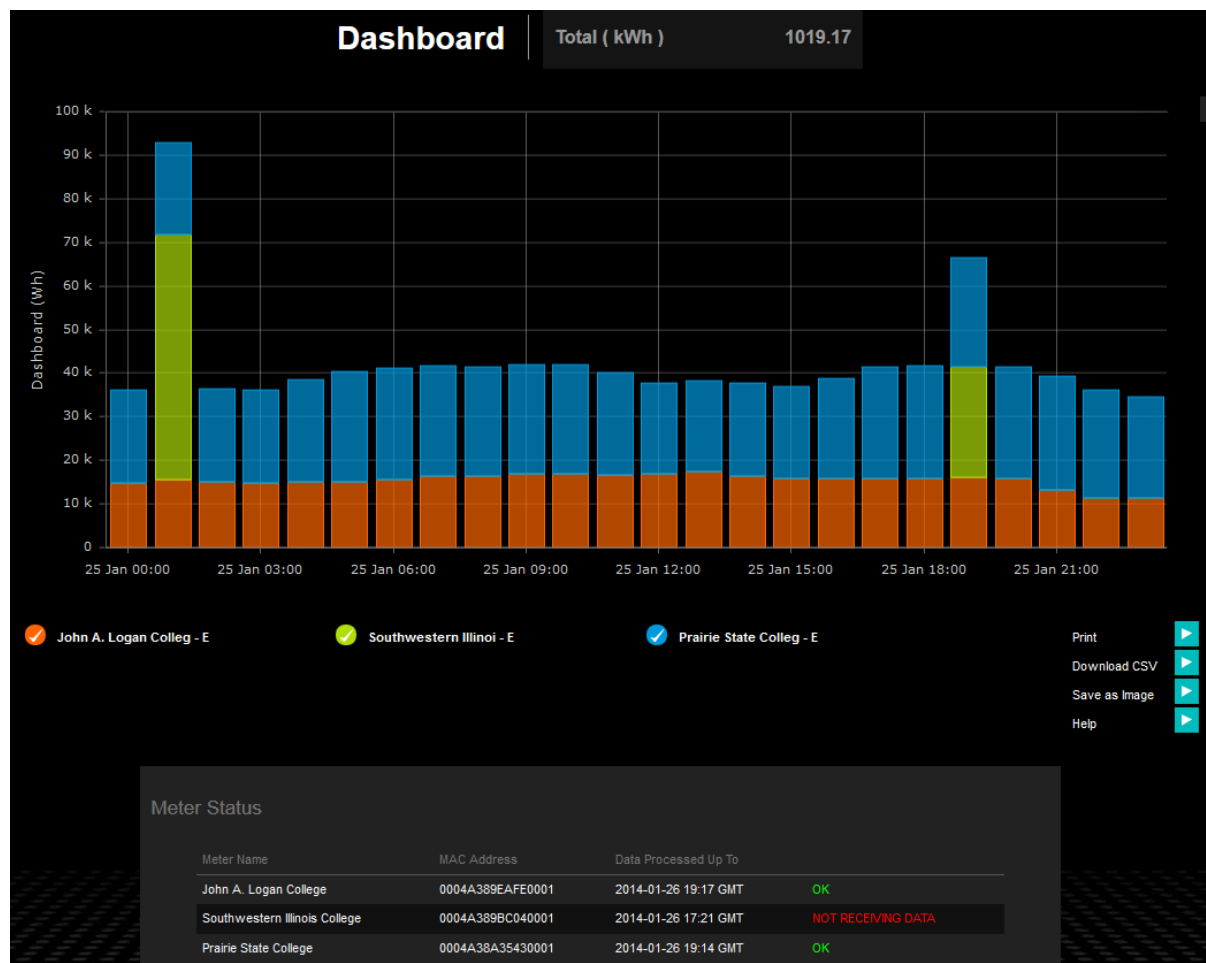 Dashboard Total ( kWh ) 1019.17
100 k
90 k
80 k
70 k
60 k
50 k
40 k
30 k
20 k
10 k
0
Dashboard (Wh)
25 Jan 00:00 25 Jan 03:00 25 Jan 06:00 25 Jan 09:00 25 Jan 12:00 25 Jan 15:00 25 Jan 18:00 25 Jan 21:00
John A. Logan Colleg - E Southwestern Illinoi - E Prairie State Colleg - E
Print
Download CSV
Save as Image
Help
Meter Status
Meter Name MAC Address Data Processed Up To
John A. Logan College 0004A389EAFE0001 2014-01-26 19:17 GMT OK
Southwestern Illinois College 0004A389BC040001 2014-01-26 17:21 GMT NOT RECEIVING DATA
Prairie State College 0004A38A35430001 2014-01-26 19:14 GMT OK